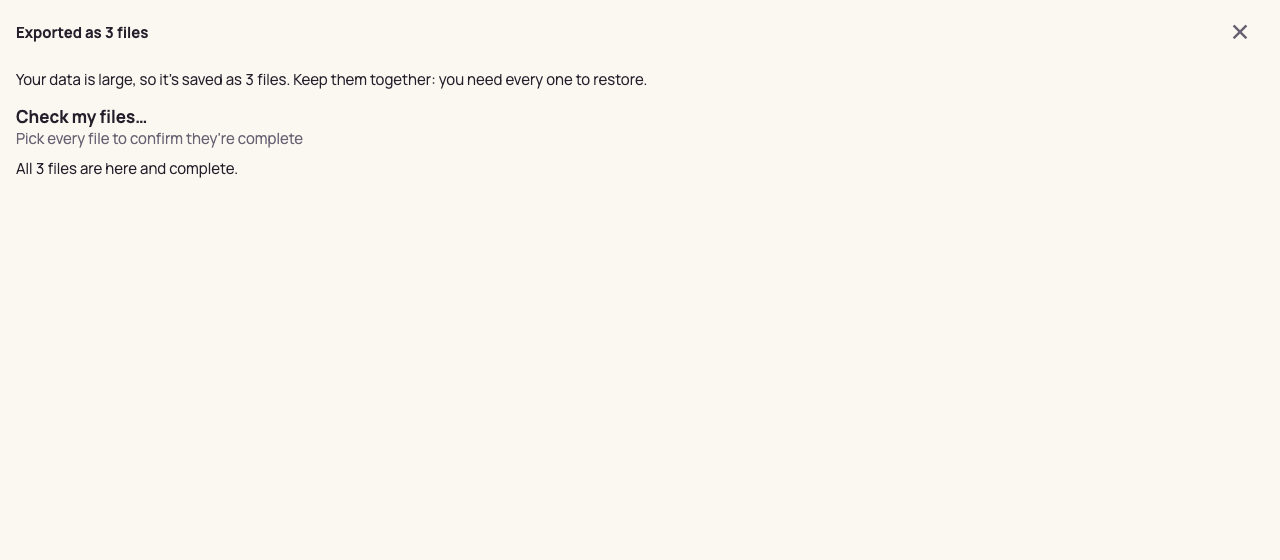 Exported as 3 files
Your data is large, so it's saved as 3 files. Keep them together: you need every one to restore.
Check my files…
Pick every file to confirm they're complete
All 3 files are here and complete.